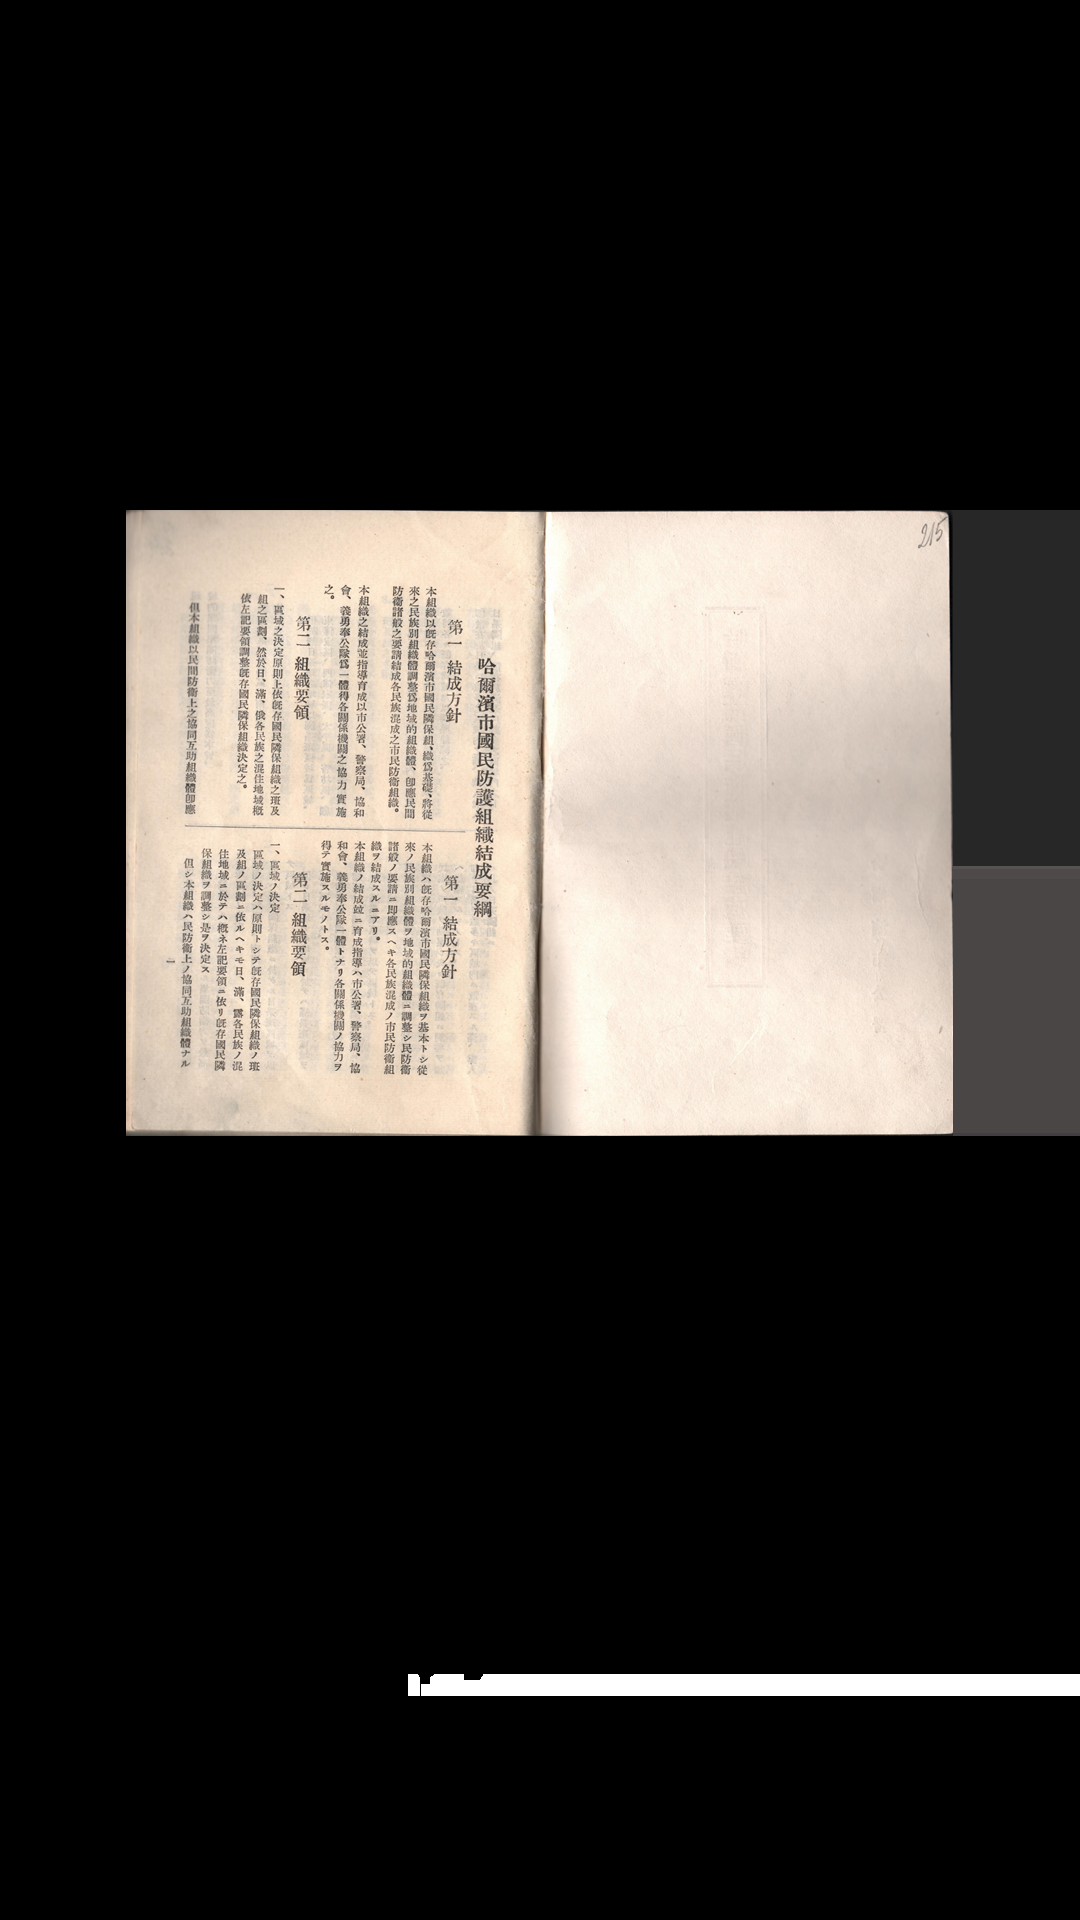 215
哈爾濱市國民防護組織結成要綱
第一 結成方針
本組織以既存哈爾濱市國民隣保組、織爲基礎、將從
來之民族別組織體調整爲地域的組織體、卽應民間
防衞諸般之要請結成各民族混成之市民防衞組織。
本組織之結成並指導育成以市公署、警察局、協和
會、義勇奉公隊爲一體得各關係機關之協力實施
之。
第二 組織要領
一、區域之決定原則上依既存國民隣保組織之班及
組之區劃、然於日、滿、俄各民族之混住地域概
依左記要領調整既存國民隣保組織決定之。
但本組織以民間防衞上之協同互助組織體卽應
第一 結成方針
本組織ハ既存哈爾濱市國民隣保組織ヲ基本トシ從
來ノ民族別組織體ヲ地域的組織體ニ調整シ民防衞
諸般ノ要請ニ卽應スヘキ各民族混成ノ市民防衞組
織ヲ結成スルニアリ。
本組織ノ結成竝ニ育成指導ハ市公署、警察局、協
和會、義勇奉公隊一體トナリ各關係機關ノ協力ヲ
得テ實施スルモノトス。
第二 組織要領
一、區域ノ決定
區域ノ決定ハ原則トシテ既存國民隣保組織ノ班
及組ノ區劃ニ依ルヘキモ日、滿、露各民族ノ混
住地域ニ於テハ概ネ左記要領ニ依リ既存國民隣
保組織ヲ調整シ是ヲ決定ス
但シ本組織ハ民防衞上ノ協同互助組織體ナル
一